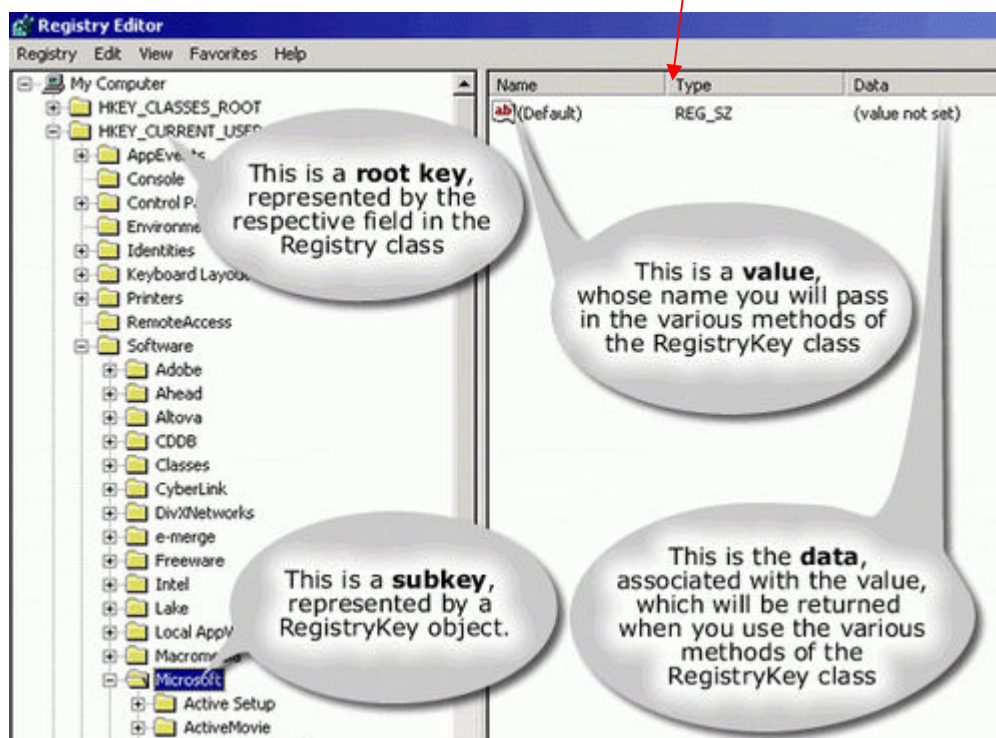 Registry Editor
Registry Edit View Favorites Help
My Computer
HKEY_CLASSES_ROOT
HKEY_CURRENT_USER
AppEvents
Console
Control P
Environme
Identities
Keyboard Layou
Printers
RemoteAccess
Software
Adobe
Ahead
Altova
CDDB
Classes
CyberLink
DivXNetworks
e-merge
Freeware
Intel
Lake
Local AppW
Macromedia
Microsoft
Active Setup
ActiveMovie
Name Type Data
ab (Default) REG_SZ (value not set)
This is a root key,
represented by the
respective field in the
Registry class
This is a value,
whose name you will pass
in the various methods of
the RegistryKey class
This is a subkey,
represented by a
RegistryKey object.
This is the data,
associated with the value,
which will be returned
when you use the various
methods of the
RegistryKey class